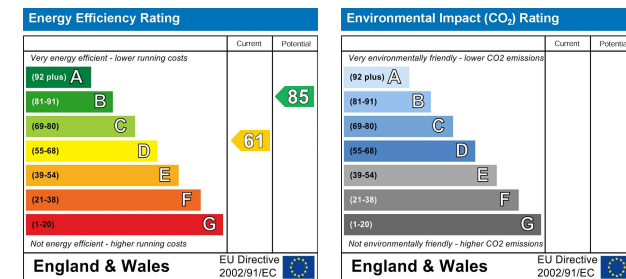 Energy Efficiency Rating
Current Potential
Very energy efficient - lower running costs
(92 plus) A
(81-91) B
85
(69-80) C
61
(55-68) D
(39-54) E
(21-38) F
(1-20) G
Not energy efficient - higher running costs
England & Wales
EU Directive
2002/91/EC
Environmental Impact (CO₂) Rating
Current Potential
Very environmentally friendly - lower CO2 emissions
(92 plus) A
(81-91) B
(69-80) C
(55-68) D
(39-54) E
(21-38) F
(1-20) G
Not environmentally friendly - higher CO2 emissions
England & Wales
EU Directive
2002/91/EC